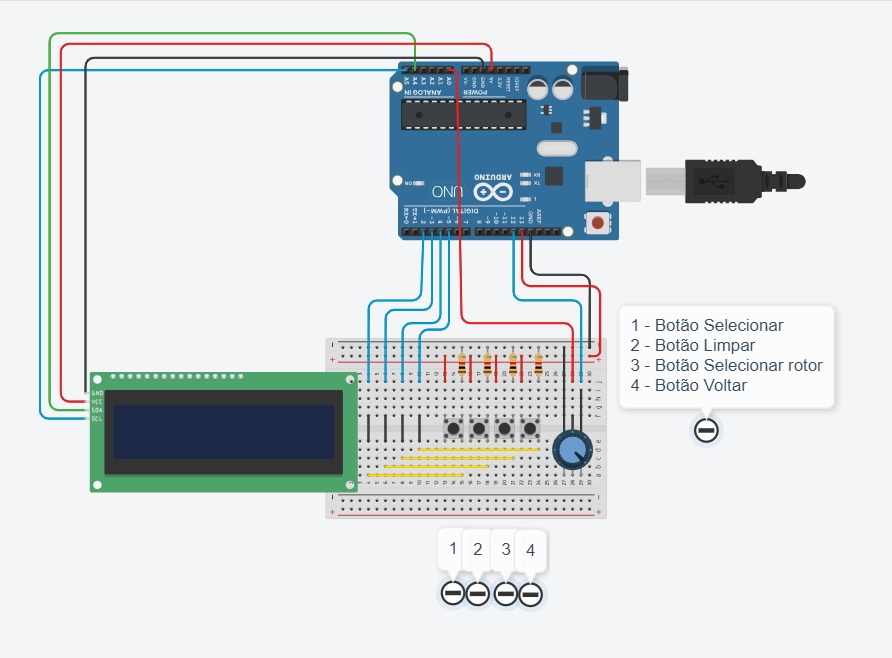 A5
A4
A3
A2
A1
A0
Vin
GND
GND
5V
3.3V
RESET
IOREF
ANALOG IN
POWER
ON
UNO
ARDUINO
RX
TX
L
DIGITAL (PWM~)
AREF
GND
13
12
~11
~10
~9
8
7
~5
4
~3
2
TX→1
RX←0
1 - Botão Selecionar
2 - Botão Limpar
3 - Botão Selecionar rotor
4 - Botão Voltar
GND
VCC
SDA
SCL
1
2
3
4